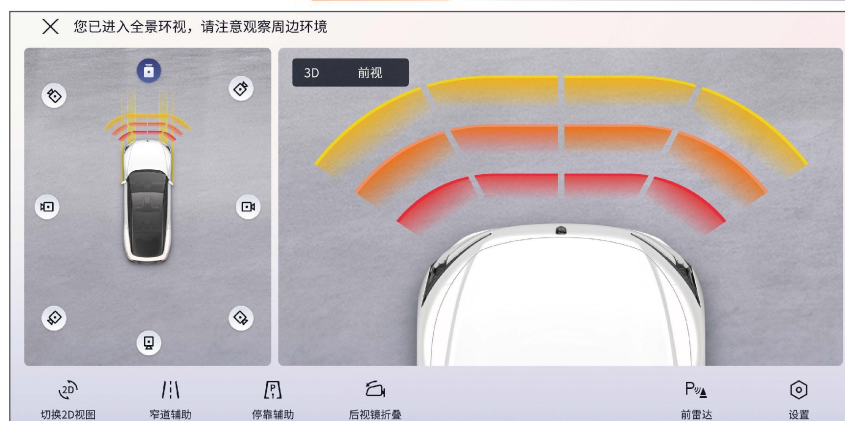 您已进入全景环视，请注意观察周边环境
3D 前视
2D
P
P
切换2D视图 窄道辅助 停靠辅助 后视镜折叠 前雷达 设置